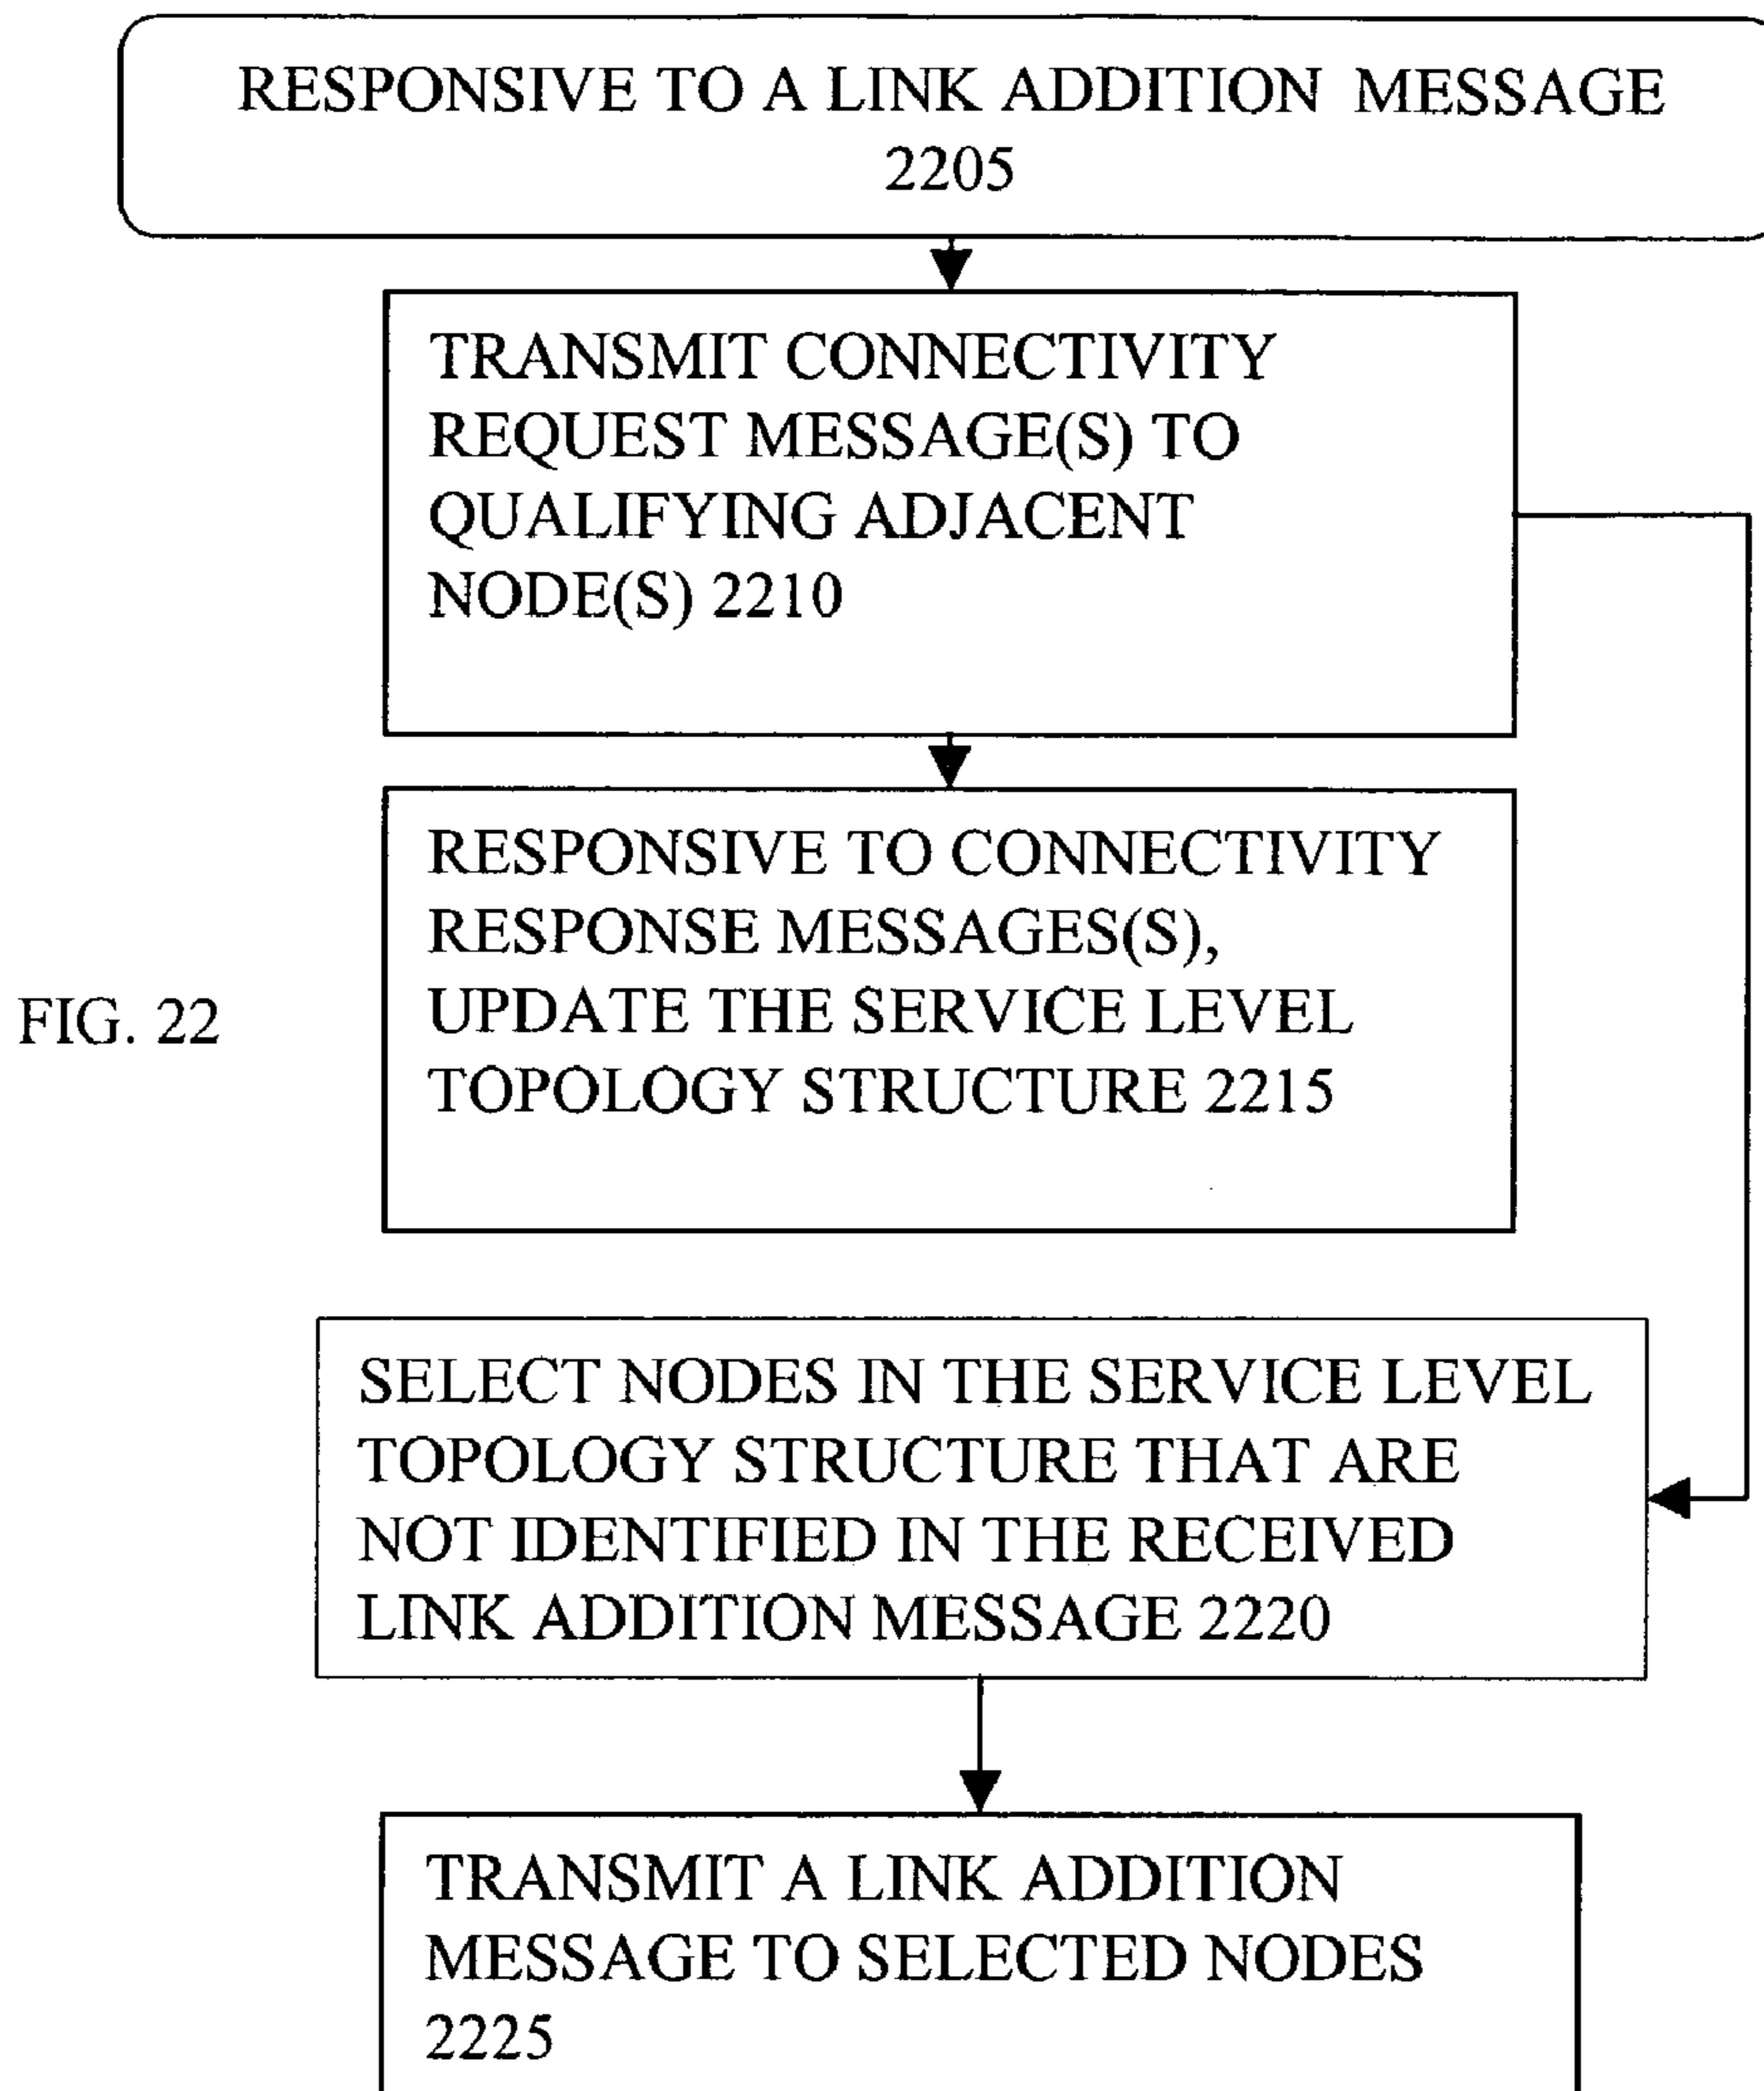 RESPONSIVE TO A LINK ADDITION MESSAGE
2205
TRANSMIT CONNECTIVITY
REQUEST MESSAGE(S) TO
QUALIFYING ADJACENT
NODE(S) 2210
RESPONSIVE TO CONNECTIVITY
RESPONSE MESSAGES(S),
UPDATE THE SERVICE LEVEL
TOPOLOGY STRUCTURE 2215
FIG. 22
SELECT NODES IN THE SERVICE LEVEL
TOPOLOGY STRUCTURE THAT ARE
NOT IDENTIFIED IN THE RECEIVED
LINK ADDITION MESSAGE 2220
TRANSMIT A LINK ADDITION
MESSAGE TO SELECTED NODES
2225